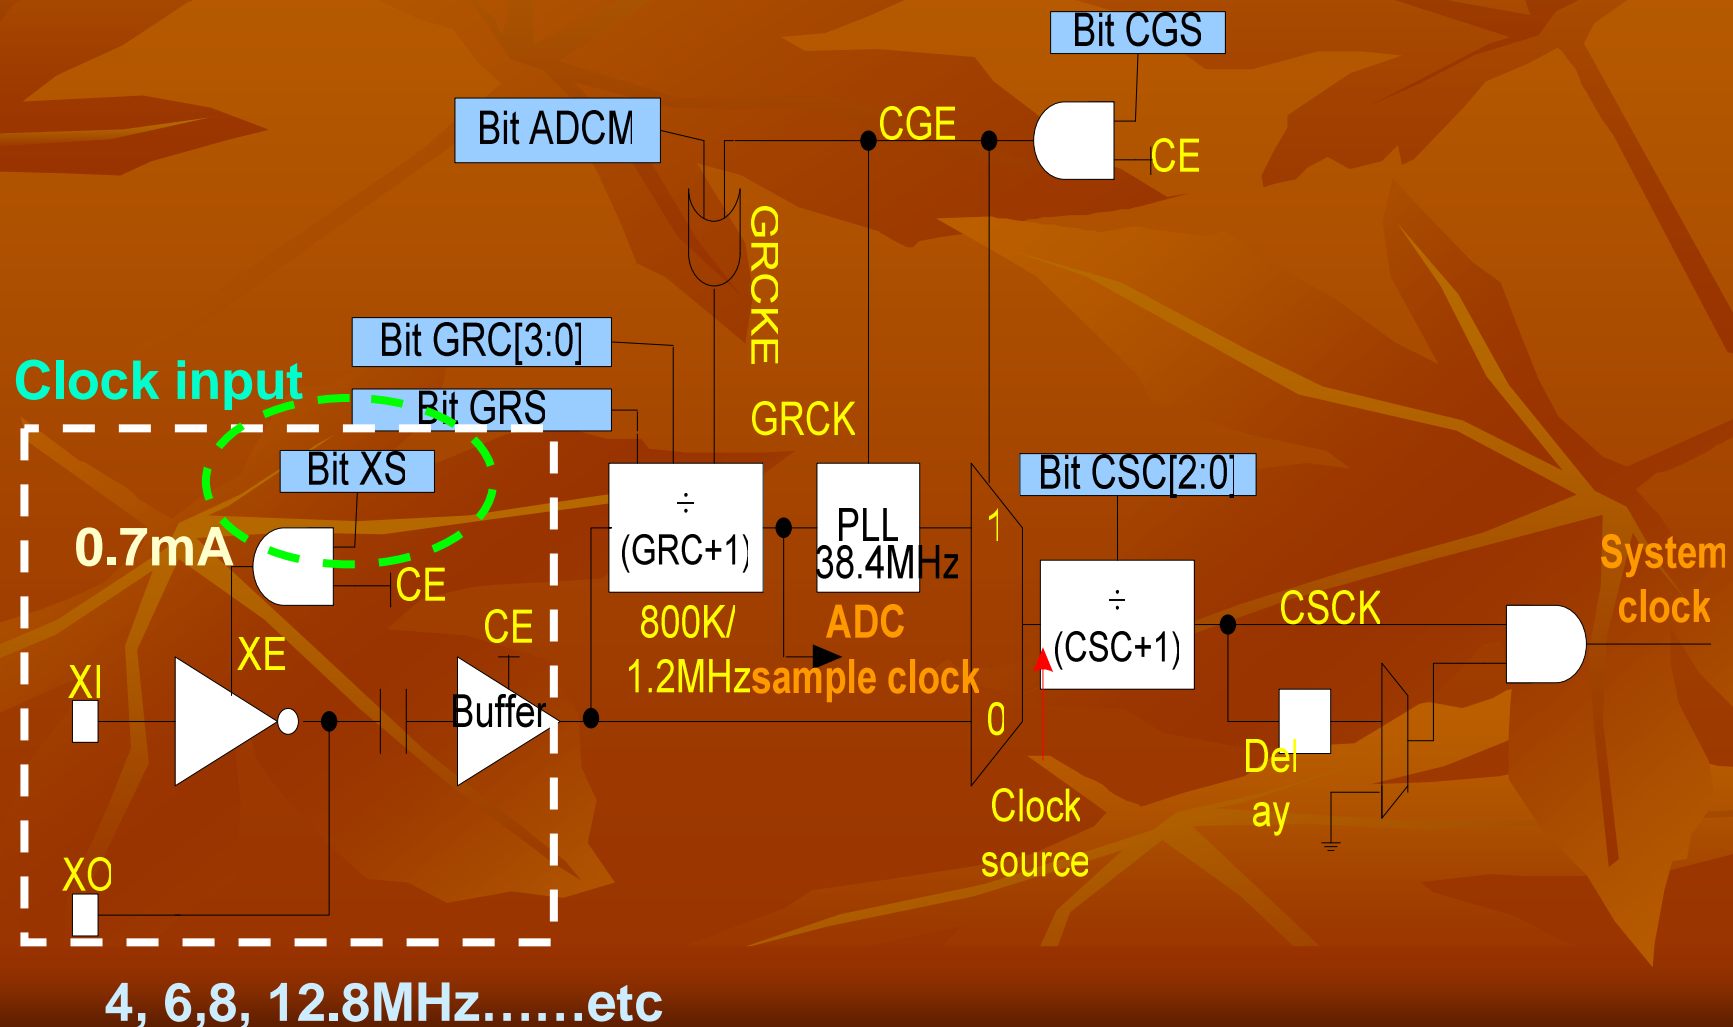 Bit CGS
Bit ADCM
CGE
CE
GRCKE
Bit GRC[3:0]
Clock input
Bit GRS
GRCK
Bit XS
Bit CSC[2:0]
÷
(GRC+1)
PLL
38.4MHz
1
0.7mA
CE
System
clock
÷
(CSC+1)
CSCK
800K/
1.2MHz
ADC
sample clock
CE
XE
XI
Buffer
0
Del
ay
Clock
source
XO
4, 6,8, 12.8MHz......etc